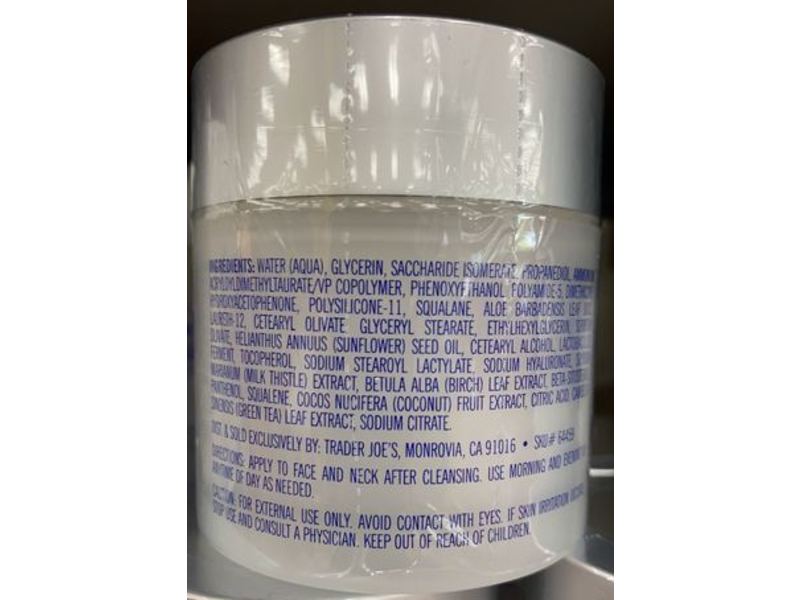 INGREDIENTS: WATER (AQUA), GLYCERIN, SACCHARIDE ISOMERATE, PROPANEDIOL, AMMONIUM
ACRYLOYLDIMETHYLTAURATE/VP COPOLYMER, PHENOXYETHANOL, POLYAMIDE-5, DIMETHICONE
HYDROXYACETOPHENONE, POLYSILICONE-11, SQUALANE, ALOE BARBADENSIS LEAF
LAURETH-12, CETEARYL OLIVATE, GLYCERYL STEARATE, ETHYLHEXYLGLYCERIN,
OLIVATE, HELIANTHUS ANNUUS (SUNFLOWER) SEED OIL, CETEARYL ALCOHOL,
FERMENT, TOCOPHEROL, SODIUM STEAROYL LACTYLATE, SODIUM HYALURONATE,
MARIANUM (MILK THISTLE) EXTRACT, BETULA ALBA (BIRCH) LEAF EXTRACT,
PANTHENOL, SQUALENE, COCOS NUCIFERA (COCONUT) FRUIT EXTRACT, CITRIC ACID,
SINENSIS (GREEN TEA) LEAF EXTRACT, SODIUM CITRATE.
DIST & SOLD EXCLUSIVELY BY: TRADER JOE'S, MONROVIA, CA 91016 • SKU#
DIRECTIONS: APPLY TO FACE AND NECK AFTER CLEANSING. USE MORNING AND EVENING
ANYTIME OF DAY AS NEEDED.
CAUTION: FOR EXTERNAL USE ONLY. AVOID CONTACT WITH EYES. IF SKIN IRRITATION OCCURS,
STOP USE AND CONSULT A PHYSICIAN. KEEP OUT OF REACH OF CHILDREN.